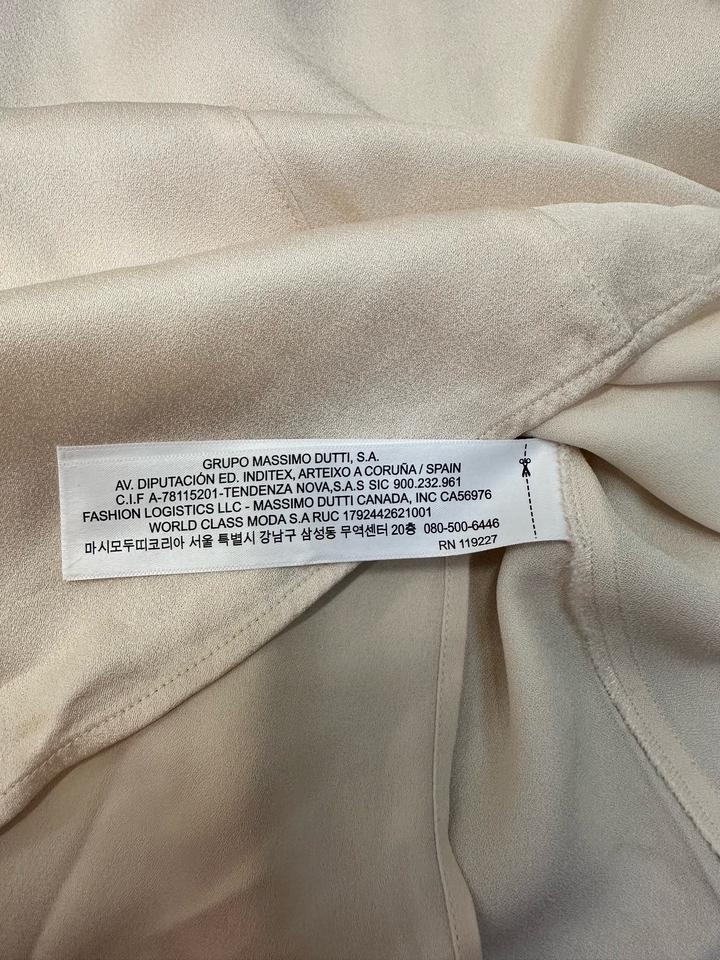 GRUPO MASSIMO DUTTI, S.A.
AV. DIPUTACIÓN ED. INDITEX, ARTEIXO A CORUÑA / SPAIN
C.I.F A-78115201-TENDENZA NOVA,S.A.S SIC 900.232.961
FASHION LOGISTICS LLC - MASSIMO DUTTI CANADA, INC CA56976
WORLD CLASS MODA S.A RUC 1792442621001
마시모두띠코리아 서울 특별시 강남구 삼성동 무역센터 20층 080-500-6446
RN 119227